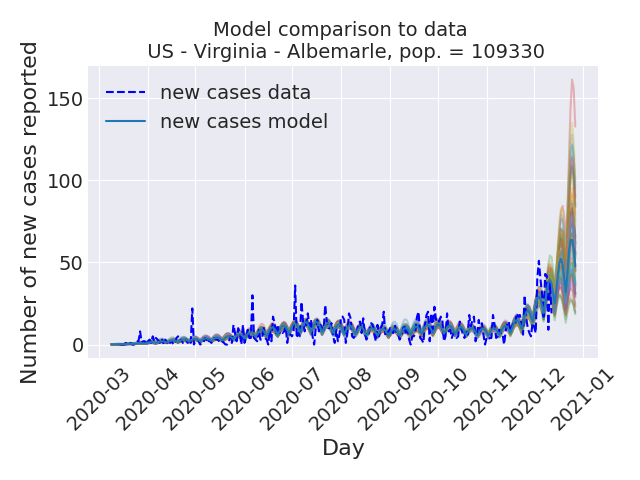 Model comparison to data
US - Virginia - Albemarle, pop. = 109330
Number of new cases reported
150
100
50
0
new cases data
new cases model
2020-03
2020-04
2020-05
2020-06
2020-07
2020-08
2020-09
2020-10
2020-11
2020-12
2021-01
Day